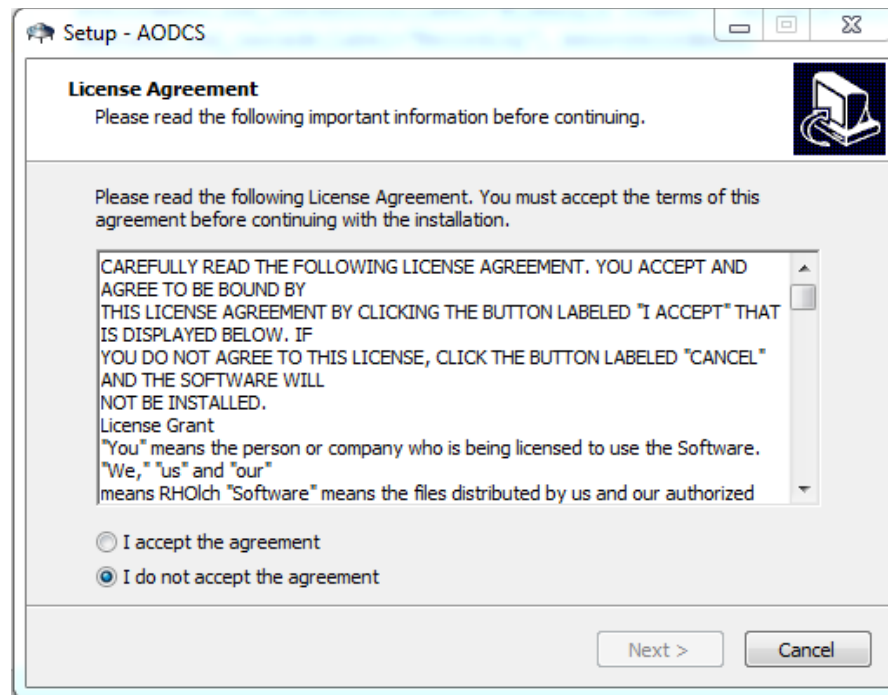 Setup - AODCS
License Agreement
Please read the following important information before continuing.
Please read the following License Agreement. You must accept the terms of this
agreement before continuing with the installation.
CAREFULLY READ THE FOLLOWING LICENSE AGREEMENT. YOU ACCEPT AND
AGREE TO BE BOUND BY
THIS LICENSE AGREEMENT BY CLICKING THE BUTTON LABELED "I ACCEPT" THAT
IS DISPLAYED BELOW. IF
YOU DO NOT AGREE TO THIS LICENSE, CLICK THE BUTTON LABELED "CANCEL"
AND THE SOFTWARE WILL
NOT BE INSTALLED.
License Grant
"You" means the person or company who is being licensed to use the Software.
"We," "us" and "our"
means RHOlch "Software" means the files distributed by us and our authorized
I accept the agreement
I do not accept the agreement
Next >
Cancel